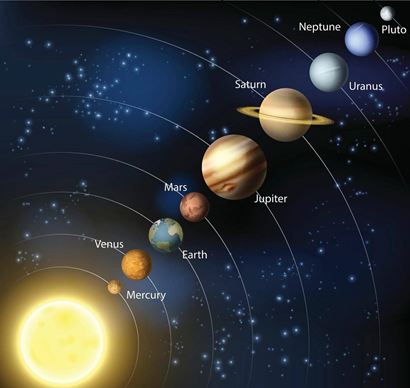 Neptune
Pluto
Saturn
Uranus
Mars
Jupiter
Venus
Earth
Mercury